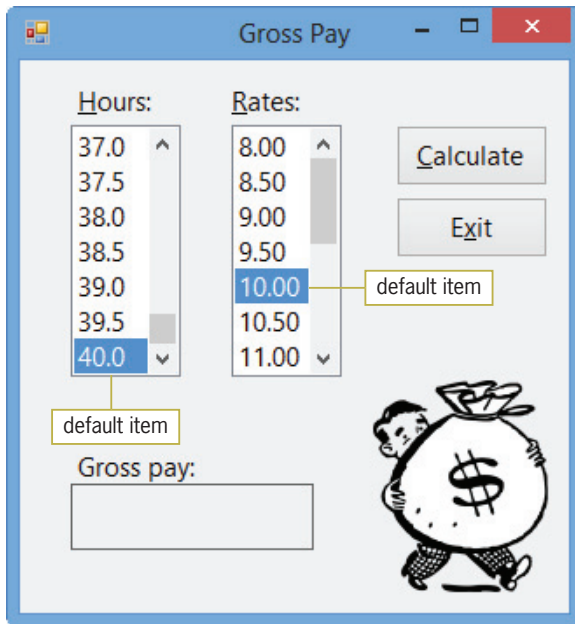 Gross Pay
Hours:
37.0
37.5
38.0
38.5
39.0
39.5
40.0
default item
Rates:
8.00
8.50
9.00
9.50
10.00
10.50
11.00
default item
Calculate
Exit
Gross pay:
$